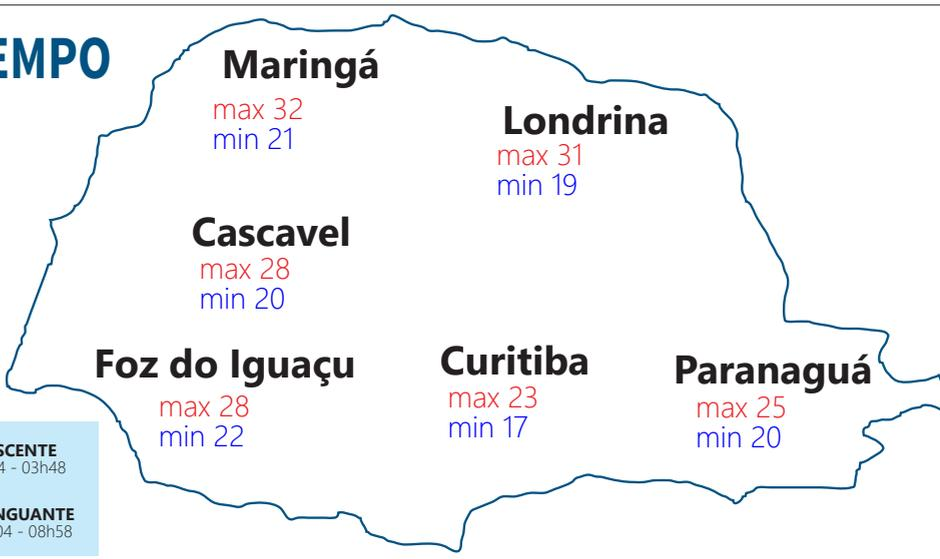 EMPO
Maringá
max 32
min 21
Londrina
max 31
min 19
Cascavel
max 28
min 20
Foz do Iguaçu
max 28
min 22
Curitiba
max 23
min 17
Paranaguá
max 25
min 20
SCENTE
4 - 03h48
NGUANTE
04 - 08h58